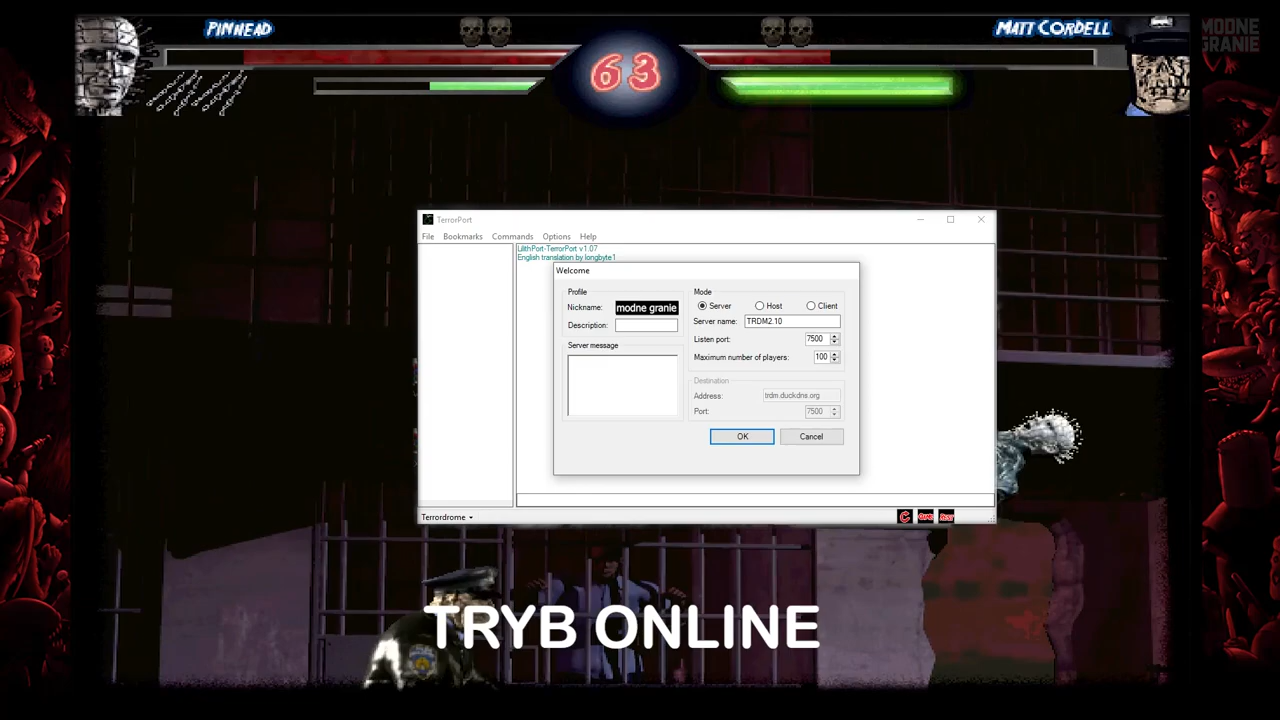 PINHEAD
MATT CORDELL
MODNE
GRANIE
63
TerrorPort
File Bookmarks Commands Options Help
LilithPort-TerrorPort v1.07
English translation by longbyte1
Welcome
Profile
Nickname: modne granie
Description:
Server message
Mode
Server Host Client
Server name: TRDM2.10
Listen port: 7500
Maximum number of players: 100
Destination
Address: trdm.duckdns.org
Port: 7500
OK Cancel
Terrordrome
TRYB ONLINE